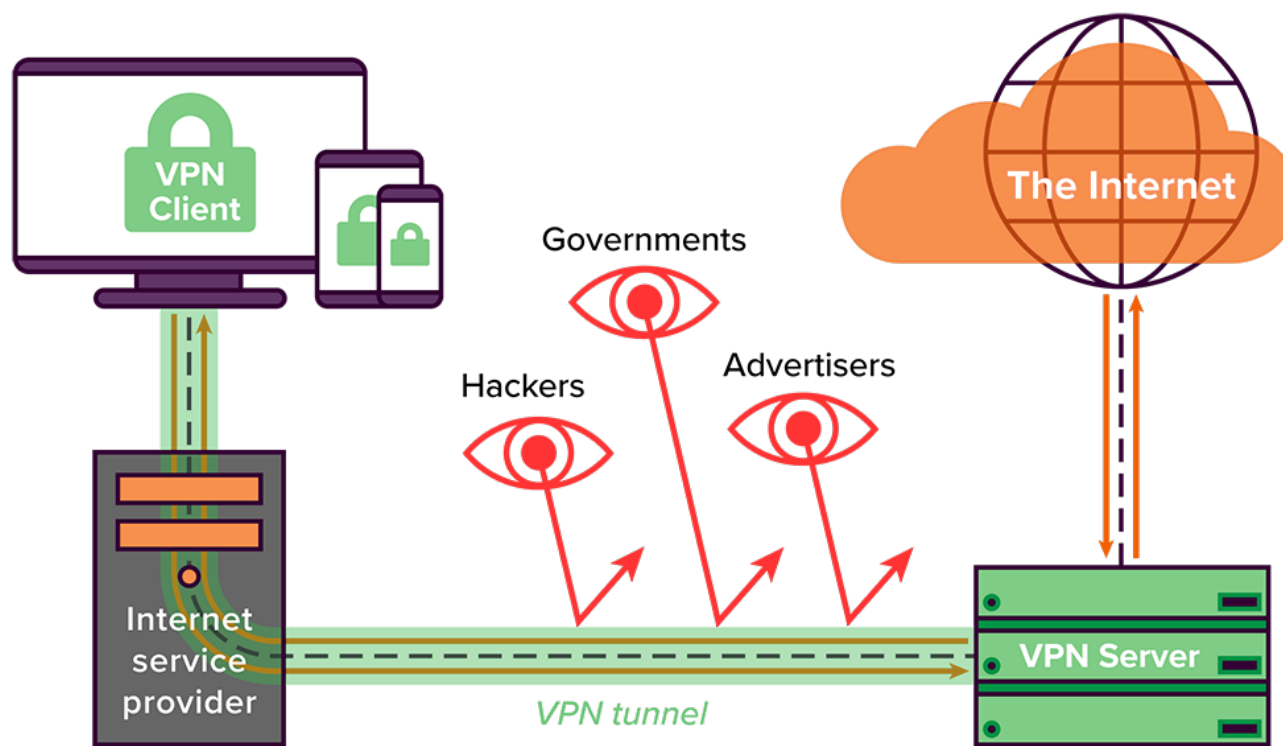 VPN
Client
The Internet
Governments
Hackers
Advertisers
Internet
service
provider
VPN Server
VPN tunnel